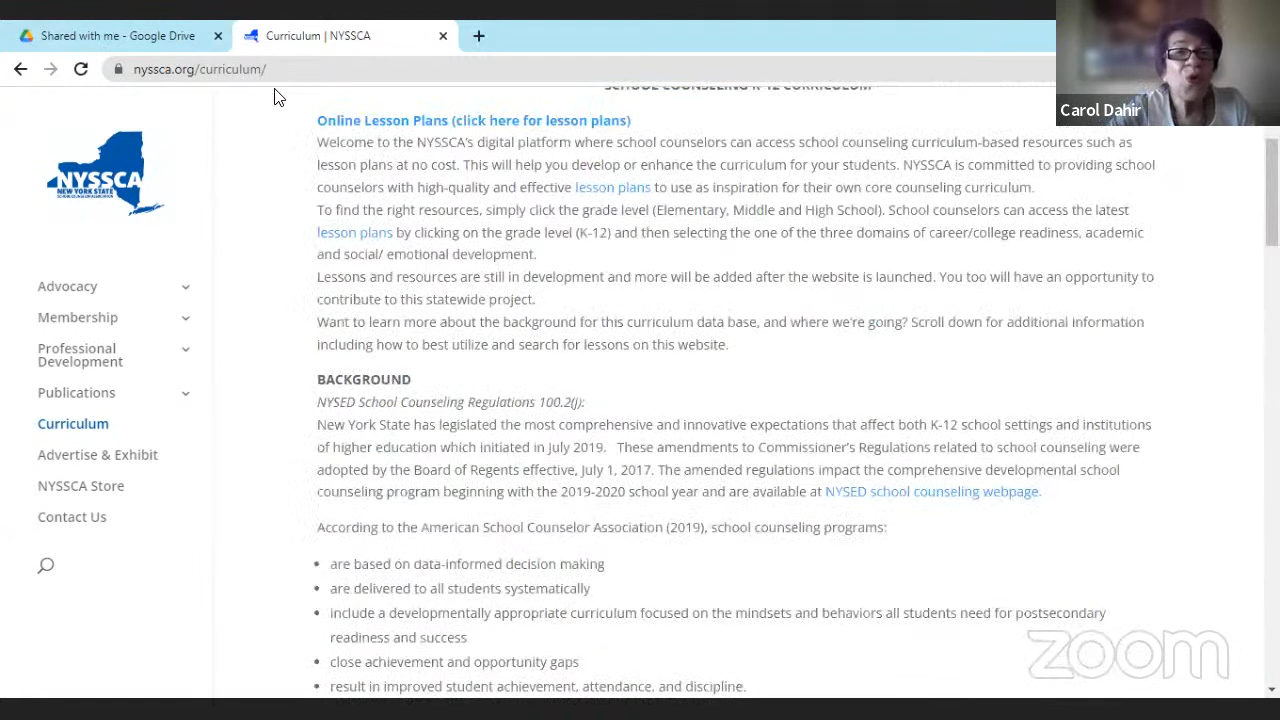 Shared with me - Google Drive
Curriculum | NYSSCA
nyssca.org/curriculum/
Carol Dahir
SCHOOL COUNSELING K-12 CURRICULUM
NYSSCA
NEW YORK STATE
Online Lesson Plans (click here for lesson plans)
Welcome to the NYSSCA's digital platform where school counselors can access school counseling curriculum-based resources such as
lesson plans at no cost. This will help you develop or enhance the curriculum for your students. NYSSCA is committed to providing school
counselors with high-quality and effective lesson plans to use as inspiration for their own core counseling curriculum.
To find the right resources, simply click the grade level (Elementary, Middle and High School). School counselors can access the latest
lesson plans by clicking on the grade level (K-12) and then selecting the one of the three domains of career/college readiness, academic
and social/ emotional development.
Lessons and resources are still in development and more will be added after the website is launched. You too will have an opportunity to
contribute to this statewide project.
Want to learn more about the background for this curriculum data base, and where we're going? Scroll down for additional information
including how to best utilize and search for lessons on this website.
BACKGROUND
NYSED School Counseling Regulations 100.2(J):
New York State has legislated the most comprehensive and innovative expectations that affect both K-12 school settings and institutions
of higher education which initiated in July 2019. These amendments to Commissioner's Regulations related to school counseling were
adopted by the Board of Regents effective, July 1, 2017. The amended regulations impact the comprehensive developmental school
counseling program beginning with the 2019-2020 school year and are available at NYSED school counseling webpage.
According to the American School Counselor Association (2019), school counseling programs:
are based on data-informed decision making
are delivered to all students systematically
include a developmentally appropriate curriculum focused on the mindsets and behaviors all students need for postsecondary
readiness and success
close achievement and opportunity gaps
result in improved student achievement, attendance, and discipline.
Advocacy
Membership
Professional
Development
Publications
Curriculum
Advertise & Exhibit
NYSSCA Store
Contact Us
zoom